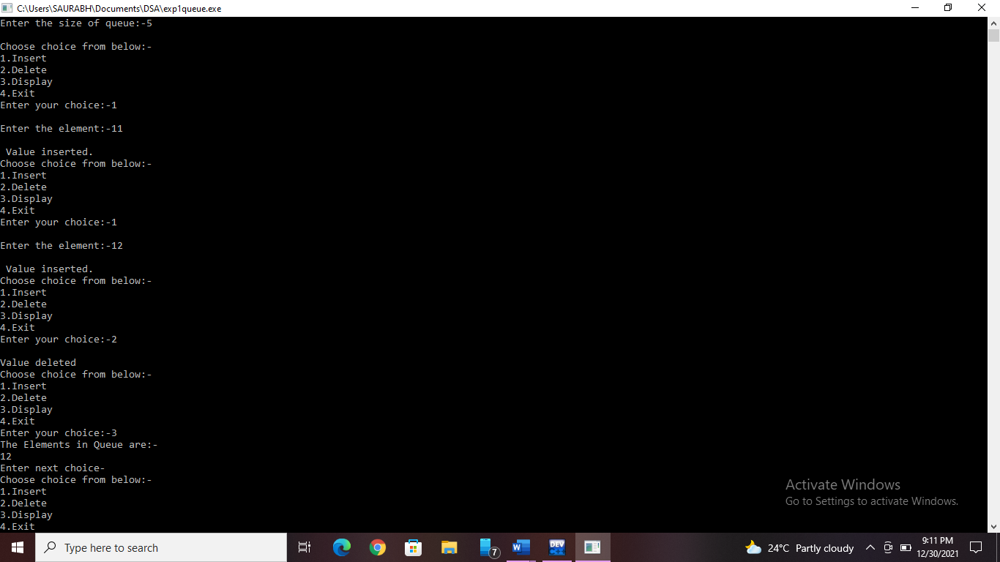 C:\Users\SAURABH\Documents\DSA\exp1queue.exe
Enter the size of queue:-5
Choose choice from below:-
1.Insert
2.Delete
3.Display
4.Exit
Enter your choice:-1
Enter the element:-11
Value inserted.
Choose choice from below:-
1.Insert
2.Delete
3.Display
4.Exit
Enter your choice:-1
Enter the element:-12
Value inserted.
Choose choice from below:-
1.Insert
2.Delete
3.Display
4.Exit
Enter your choice:-2
Value deleted
Choose choice from below:-
1.Insert
2.Delete
3.Display
4.Exit
Enter your choice:-3
The Elements in Queue are:-
12
Enter next choice-
Choose choice from below:-
1.Insert
2.Delete
3.Display
4.Exit
Activate Windows
Go to Settings to activate Windows.
Type here to search
7
W
DEV
24°C Partly cloudy
9:11 PM
12/30/2021